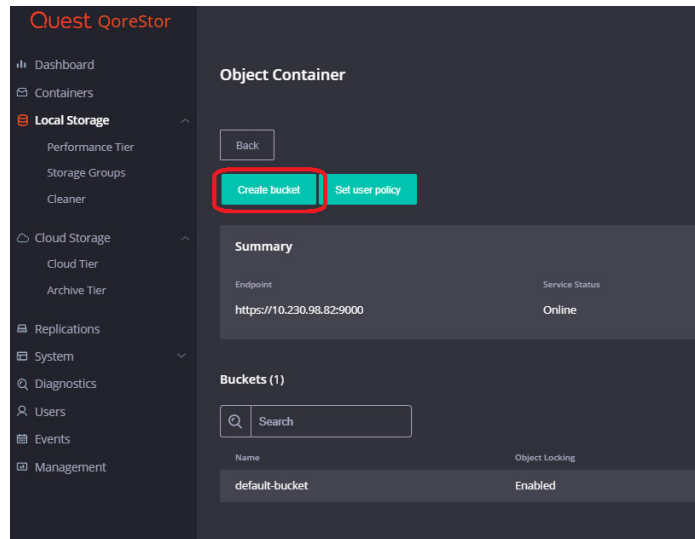 Quest QoreStor
Dashboard
Containers
Local Storage
Performance Tier
Storage Groups
Cleaner
Cloud Storage
Cloud Tier
Archive Tier
Replications
System
Diagnostics
Users
Events
Management
Object Container
Back
Create bucket Set user policy
Summary
Endpoint Service Status
https://10.230.98.82:9000 Online
Buckets (1)
Search
Name Object Locking
default-bucket Enabled